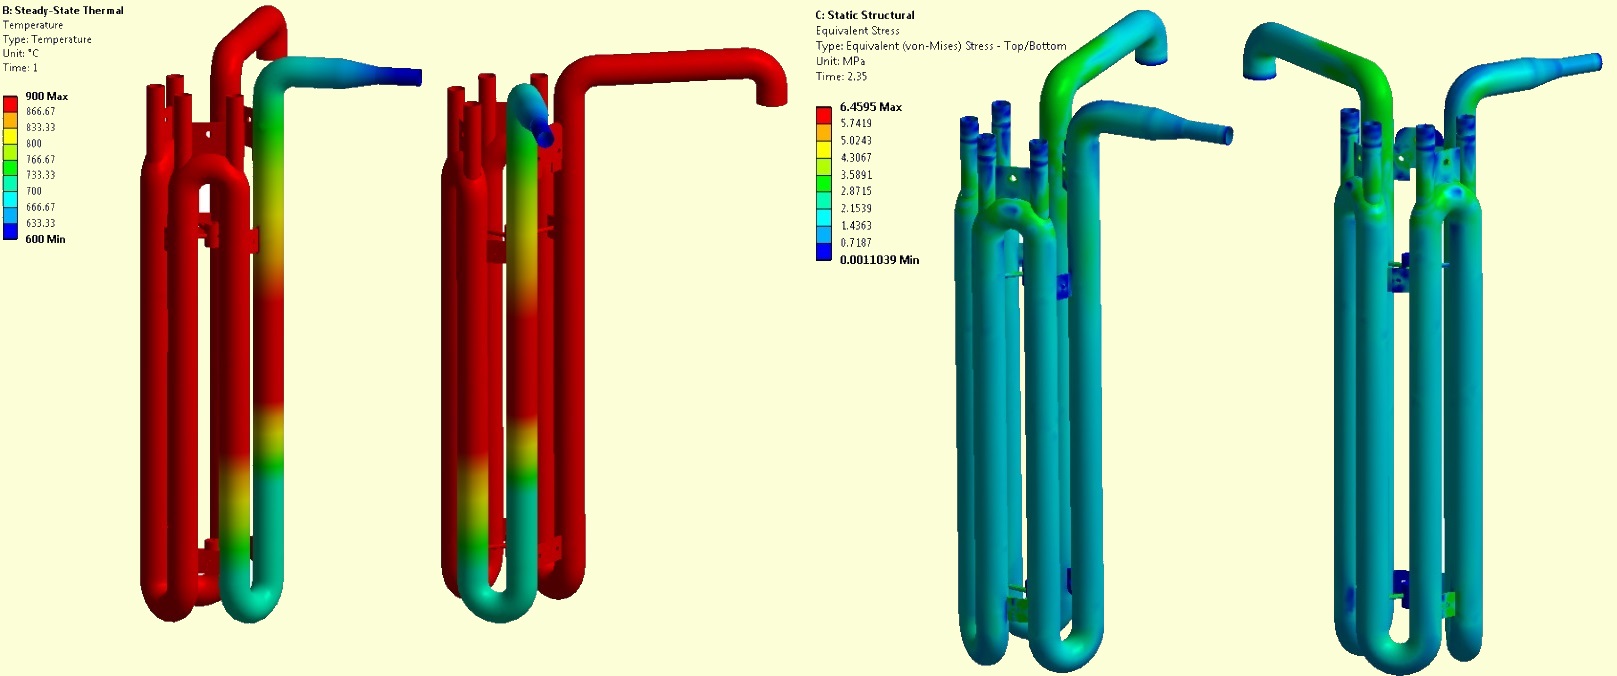 B: Steady-State Thermal
Temperature
Type: Temperature
Unit: °C
Time: 1
900 Max
866.67
833.33
800
766.67
733.33
700
666.67
633.33
600 Min
C: Static Structural
Equivalent Stress
Type: Equivalent (von-Mises) Stress - Top/Bottom
Unit: MPa
Time: 2.35
6.4595 Max
5.7419
5.0243
4.3067
3.5891
2.8715
2.1539
1.4363
0.7187
0.0011039 Min